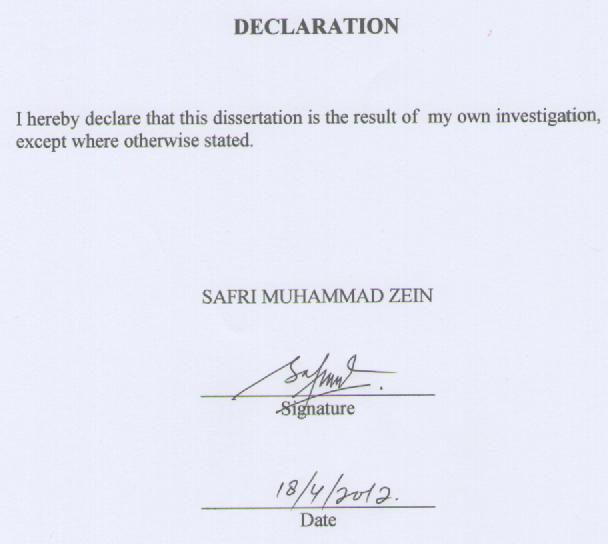 DECLARATION
I hereby declare that this dissertation is the result of my own investigation,
except where otherwise stated.
SAFRI MUHAMMAD ZEIN
Signature
18/4/2012.
Date